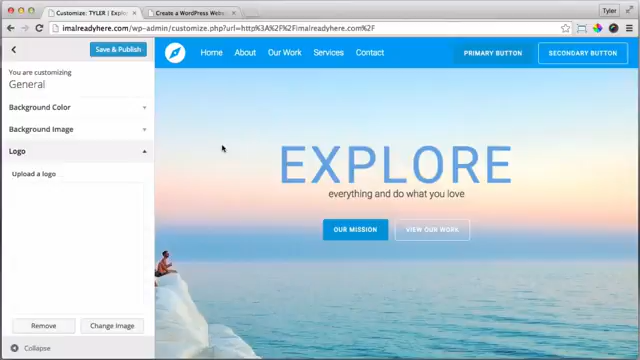 Customize: TYLER | Explo
Create a WordPress Webs
Tyler
imalreadyhere.com/wp-admin/customize.php?url=http%3A%2F%2Fimalreadyhere.com%2F
Save & Publish
Home
About
Our Work
Services
Contact
PRIMARY BUTTON
SECONDARY BUTTON
You are customizing
General
Background Color
Background Image
Logo
Upload a logo
Remove
Change Image
Collapse
EXPLORE
everything and do what you love
OUR MISSION
VIEW OUR WORK